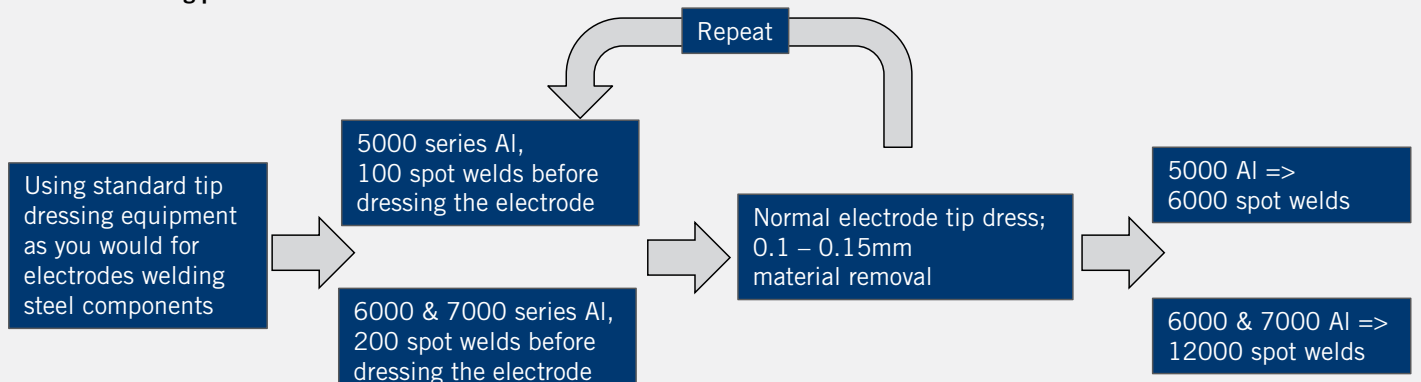 Repeat
Using standard tip
dressing equipment
as you would for
electrodes welding
steel components
5000 series Al,
100 spot welds before
dressing the electrode
6000 & 7000 series Al,
200 spot welds before
dressing the electrode
Normal electrode tip dress;
0.1 – 0.15mm
material removal
5000 Al =>
6000 spot welds
6000 & 7000 Al =>
12000 spot welds